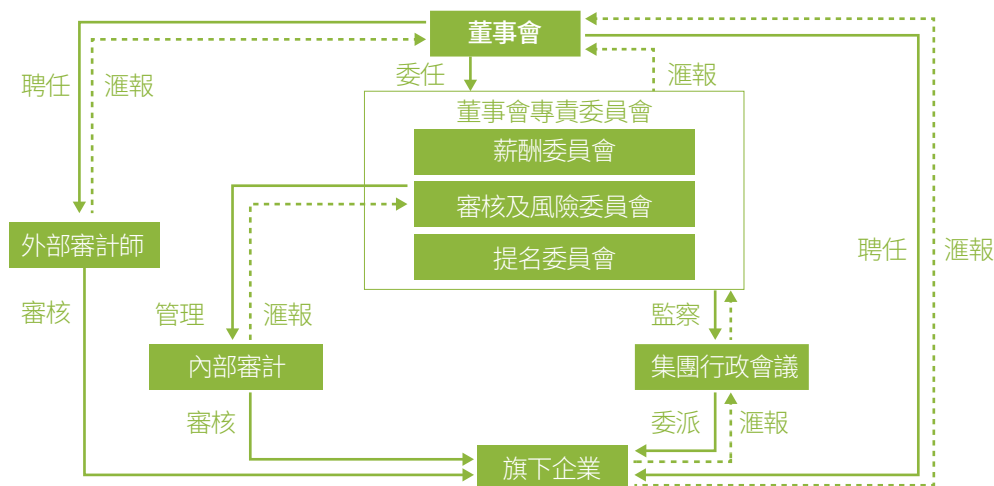 董事會
聘任
滙報
委任
滙報
董事會專責委員會
薪酬委員會
審核及風險委員會
提名委員會
外部審計師
聘任
滙報
審核
管理
滙報
監察
內部審計
集團行政會議
審核
委派
滙報
旗下企業